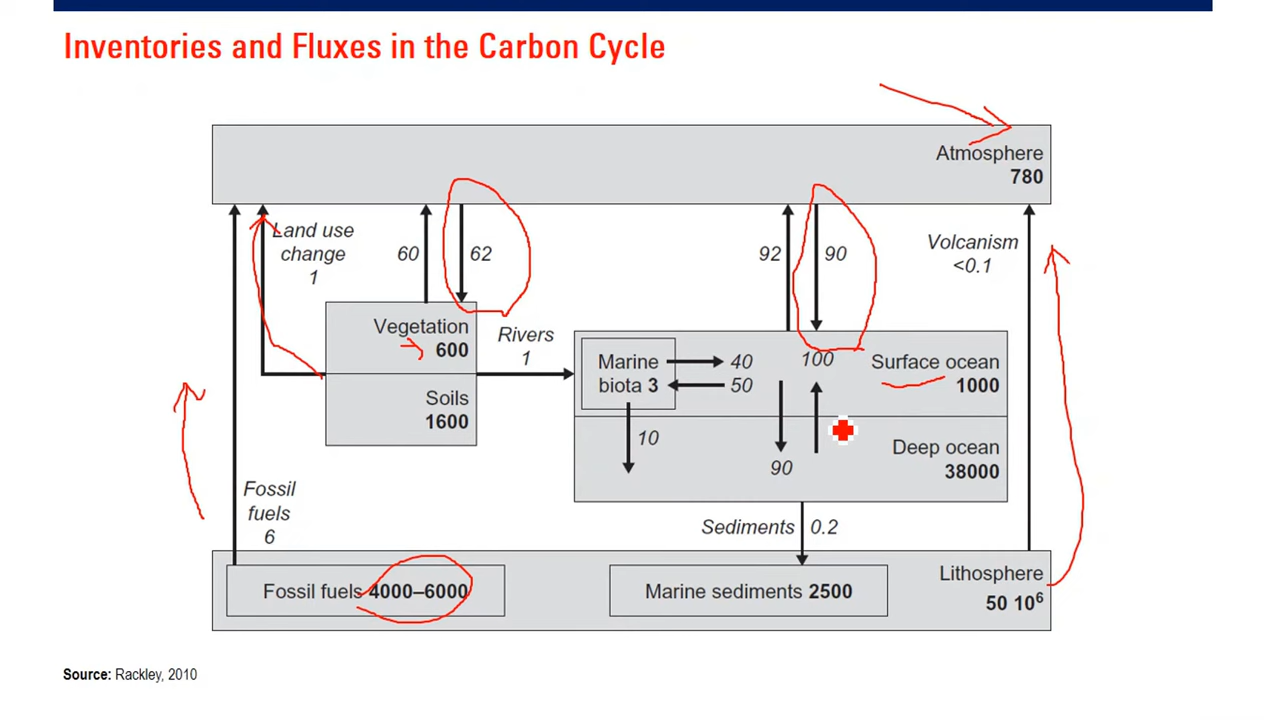 Inventories and Fluxes in the Carbon Cycle
Atmosphere
780
Land use
change
1
60
62
92
90
Volcanism
<0.1
Vegetation
600
Rivers
1
Soils
1600
Marine
biota 3
40
50
100
Surface ocean
1000
10
90
Deep ocean
38000
Fossil
fuels
6
Sediments 0.2
Fossil fuels 4000–6000
Marine sediments 2500
Lithosphere
50 10⁶
Source: Rackley, 2010